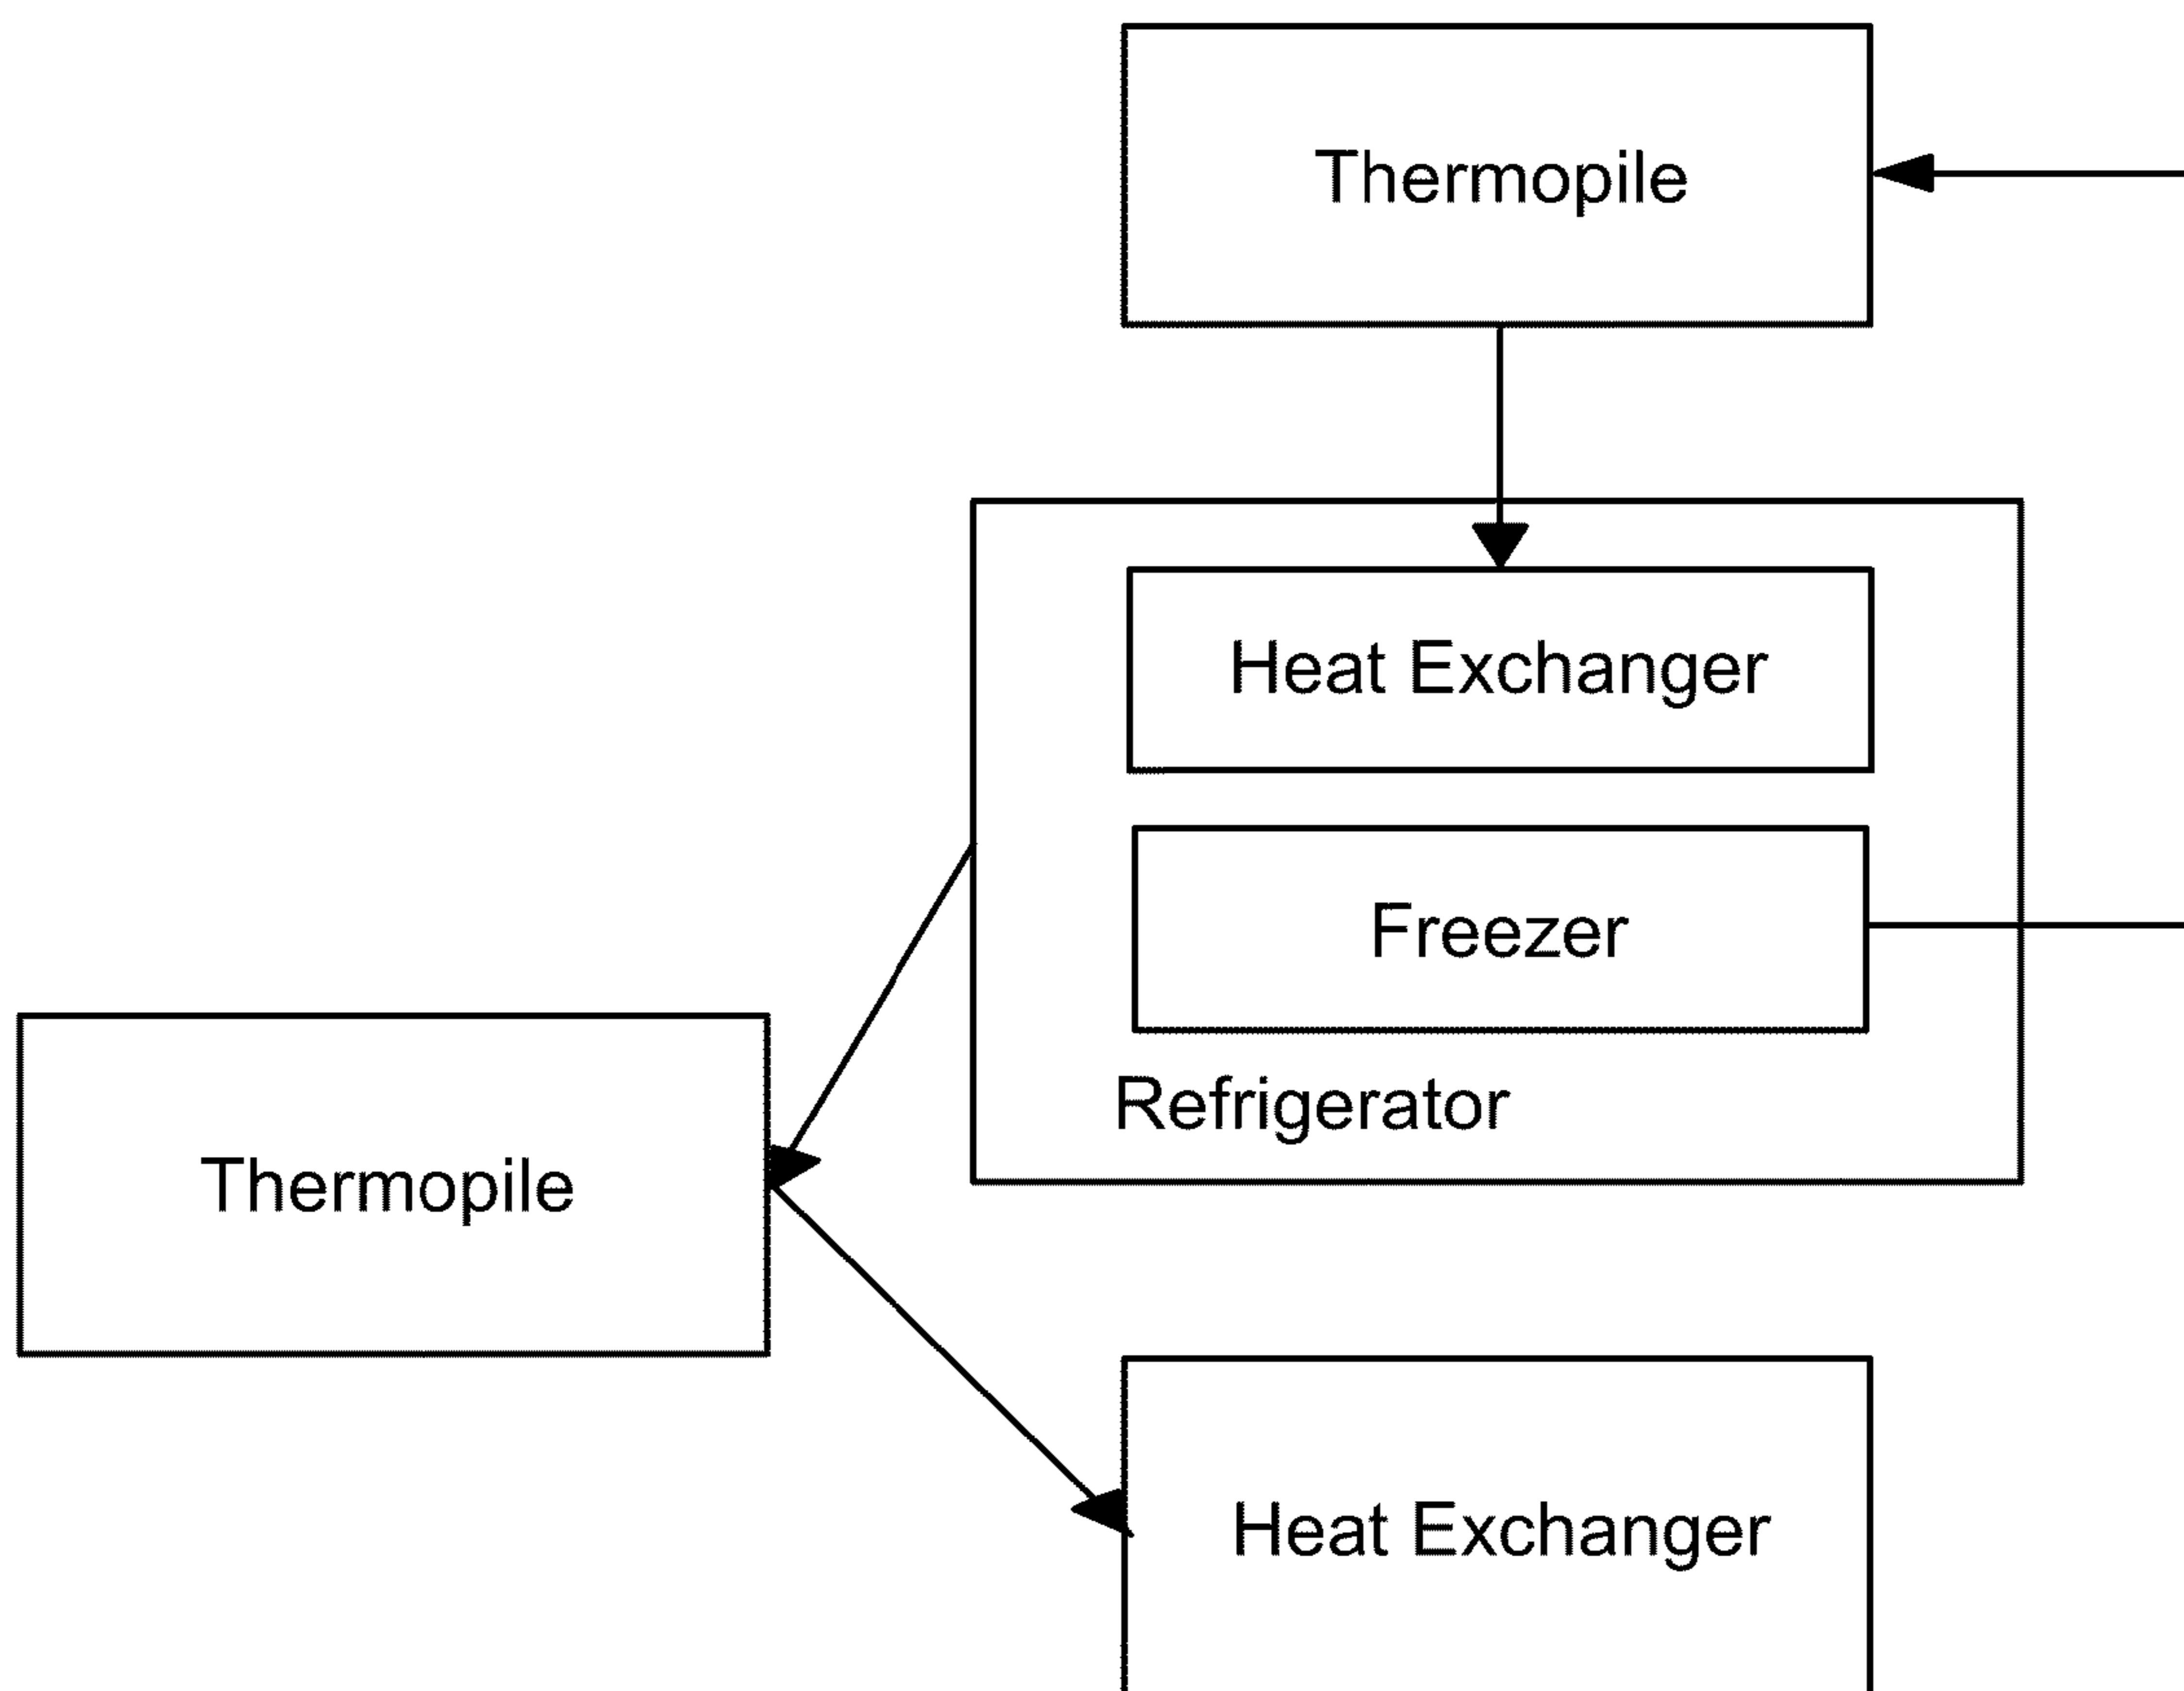 Thermopile
Heat Exchanger
Freezer
Refrigerator
Thermopile
Heat Exchanger